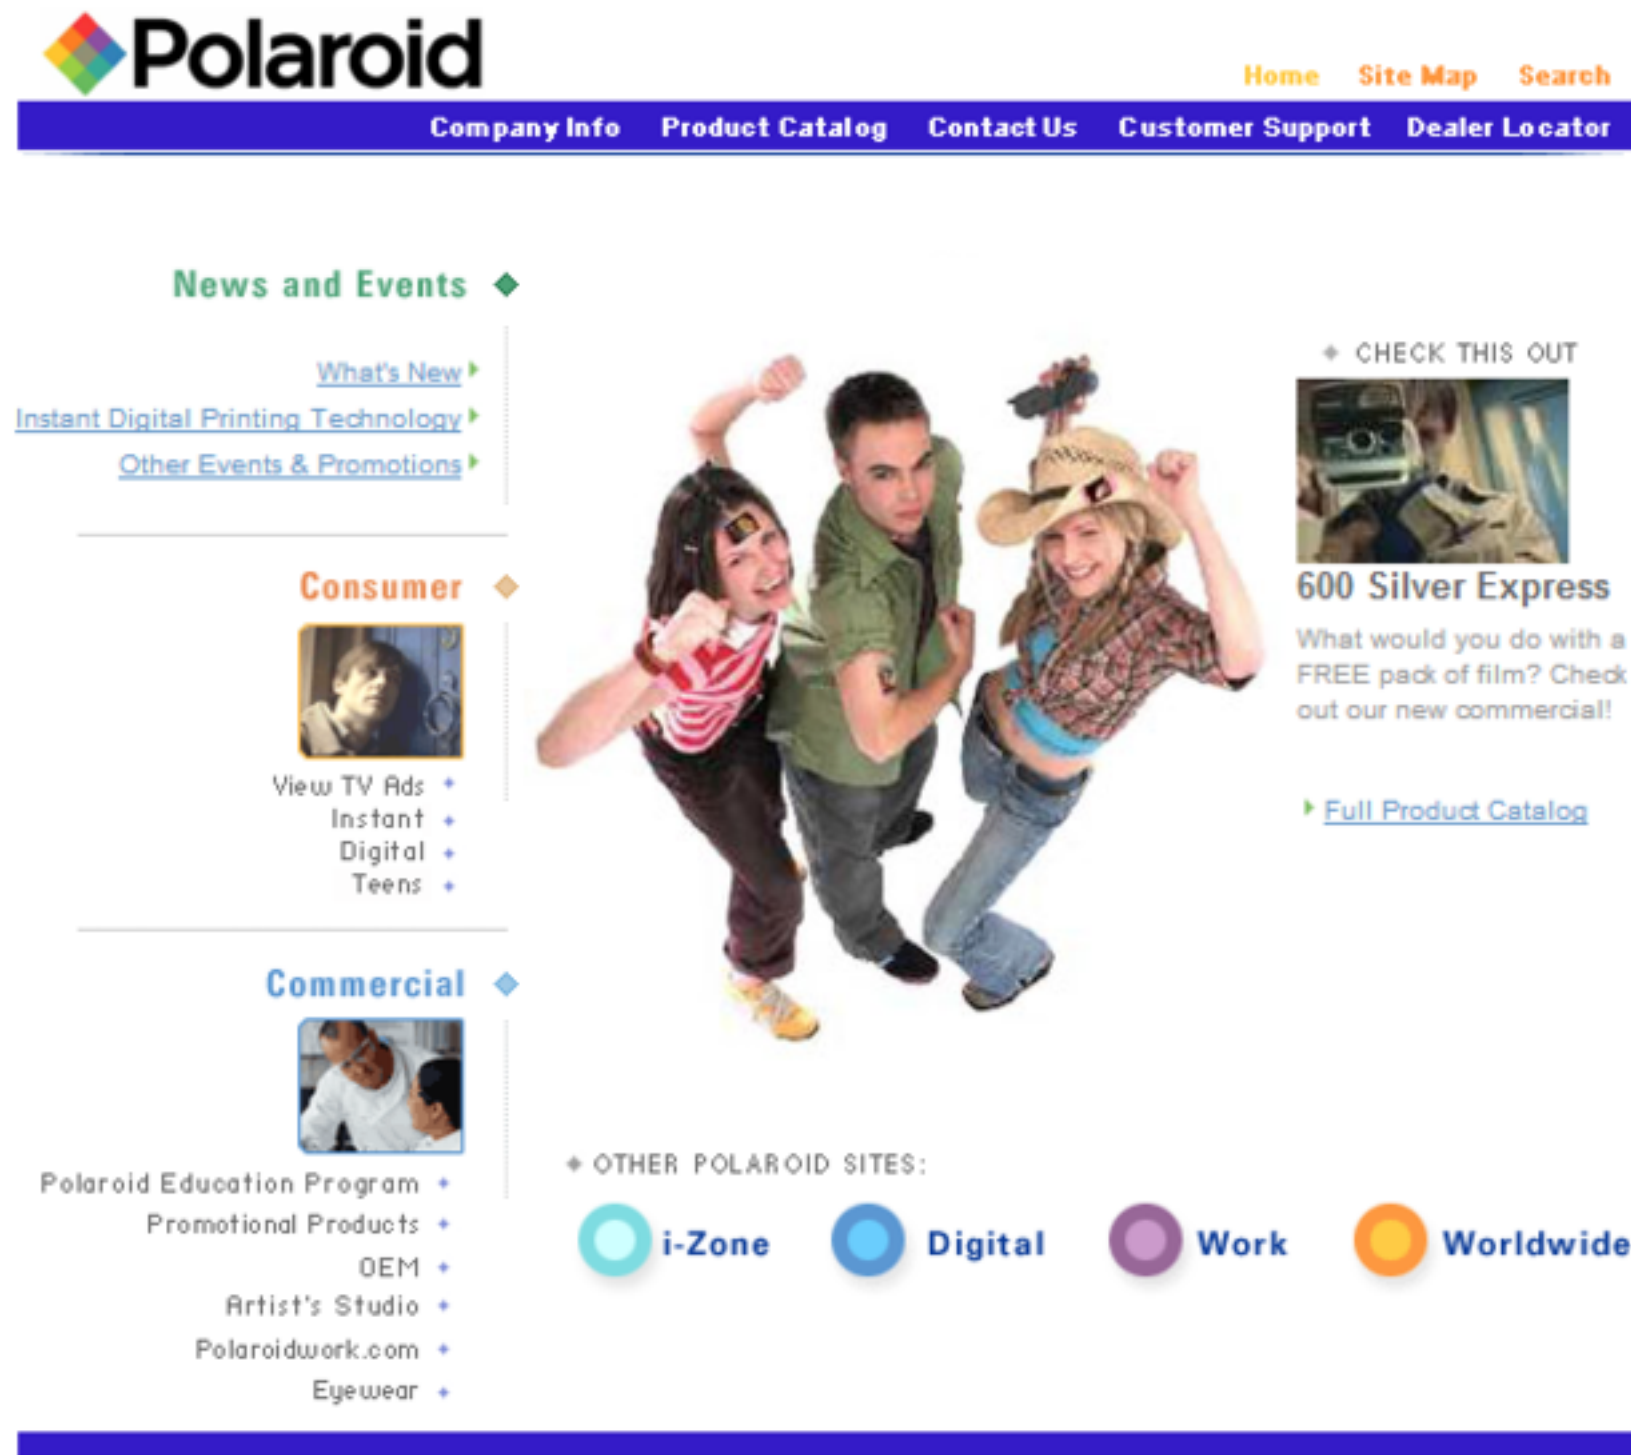 Polaroid
Home Site Map Search
Company Info Product Catalog Contact Us Customer Support Dealer Locator
News and Events
What's New
Instant Digital Printing Technology
Other Events & Promotions
Consumer
View TV Ads
Instant
Digital
Teens
Commercial
Polaroid Education Program
Promotional Products
OEM
Artist's Studio
Polaroidwork.com
Eyewear
CHECK THIS OUT
600 Silver Express
What would you do with a
FREE pack of film? Check
out our new commercial!
Full Product Catalog
OTHER POLAROID SITES:
i-Zone Digital Work Worldwide